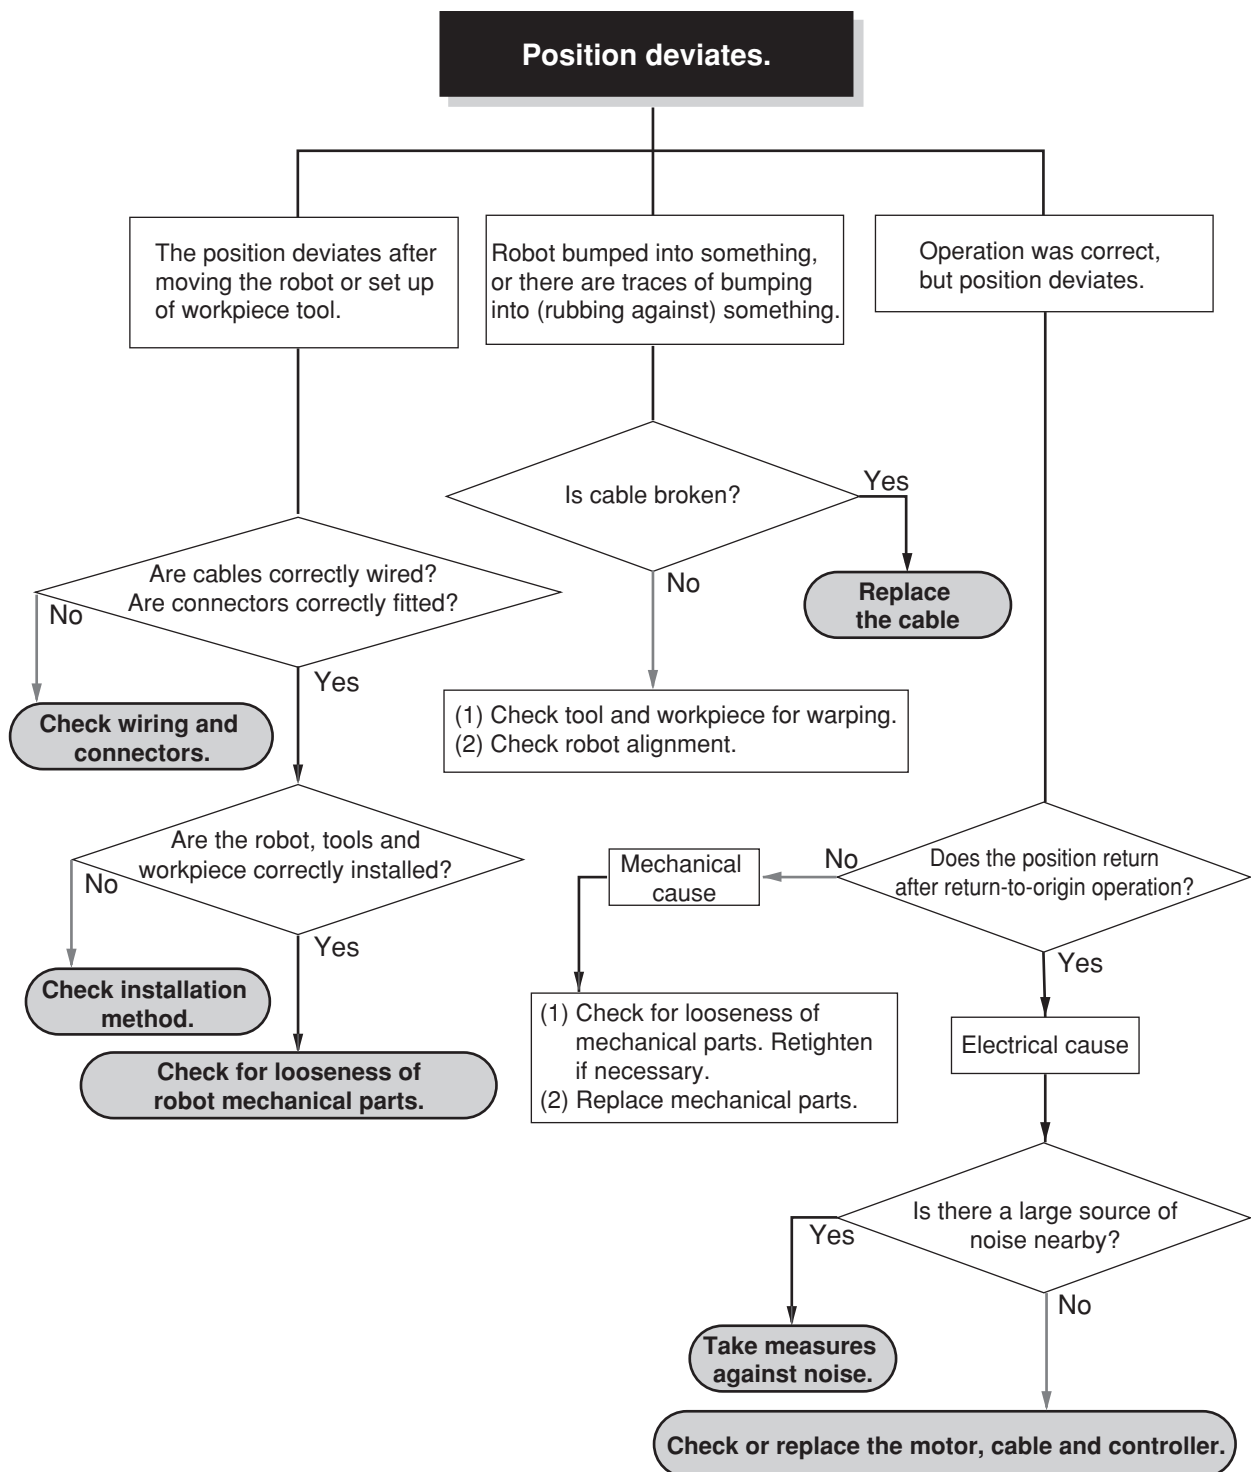 Position deviates.
The position deviates after
moving the robot or set up
of workpiece tool.
Robot bumped into something,
or there are traces of bumping
into (rubbing against) something.
Operation was correct,
but position deviates.
Is cable broken?
Yes
No
Replace
the cable
Are cables correctly wired?
Are connectors correctly fitted?
No
Yes
Check wiring and
connectors.
(1) Check tool and workpiece for warping.
(2) Check robot alignment.
Are the robot, tools and
workpiece correctly installed?
No
Yes
Check installation
method.
Check for looseness of
robot mechanical parts.
Does the position return
after return-to-origin operation?
No
Yes
Mechanical
cause
(1) Check for looseness of
mechanical parts. Retighten
if necessary.
(2) Replace mechanical parts.
Electrical cause
Is there a large source of
noise nearby?
Yes
No
Take measures
against noise.
Check or replace the motor, cable and controller.